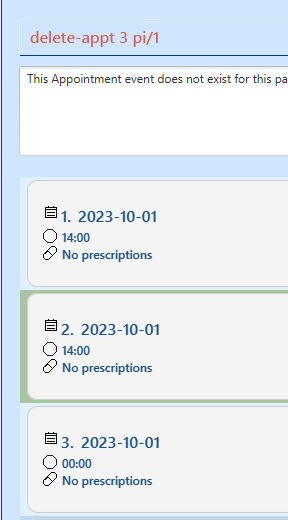 delete-appt 3 pi/1
This Appointment event does not exist for this pa
1. 2023-10-01
14:00
No prescriptions
2. 2023-10-01
14:00
No prescriptions
3. 2023-10-01
00:00
No prescriptions